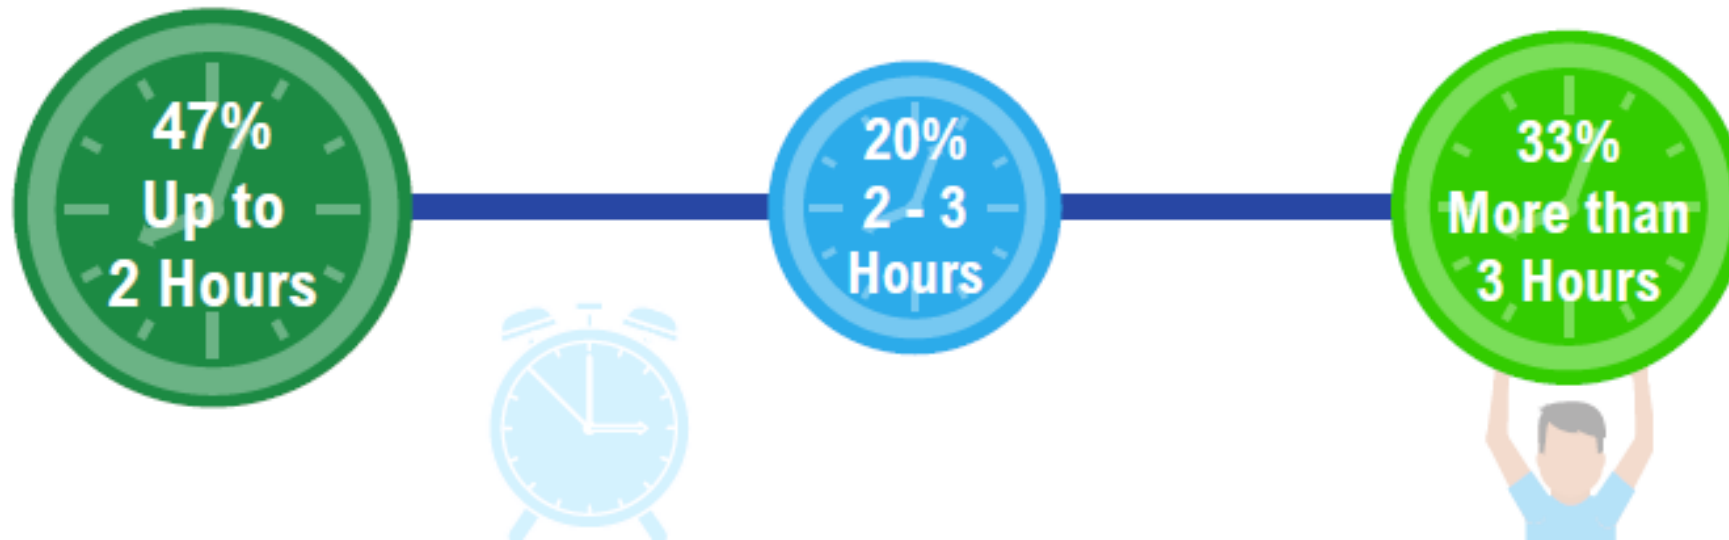 47%
Up to
2 Hours
20%
2 - 3
Hours
33%
More than
3 Hours